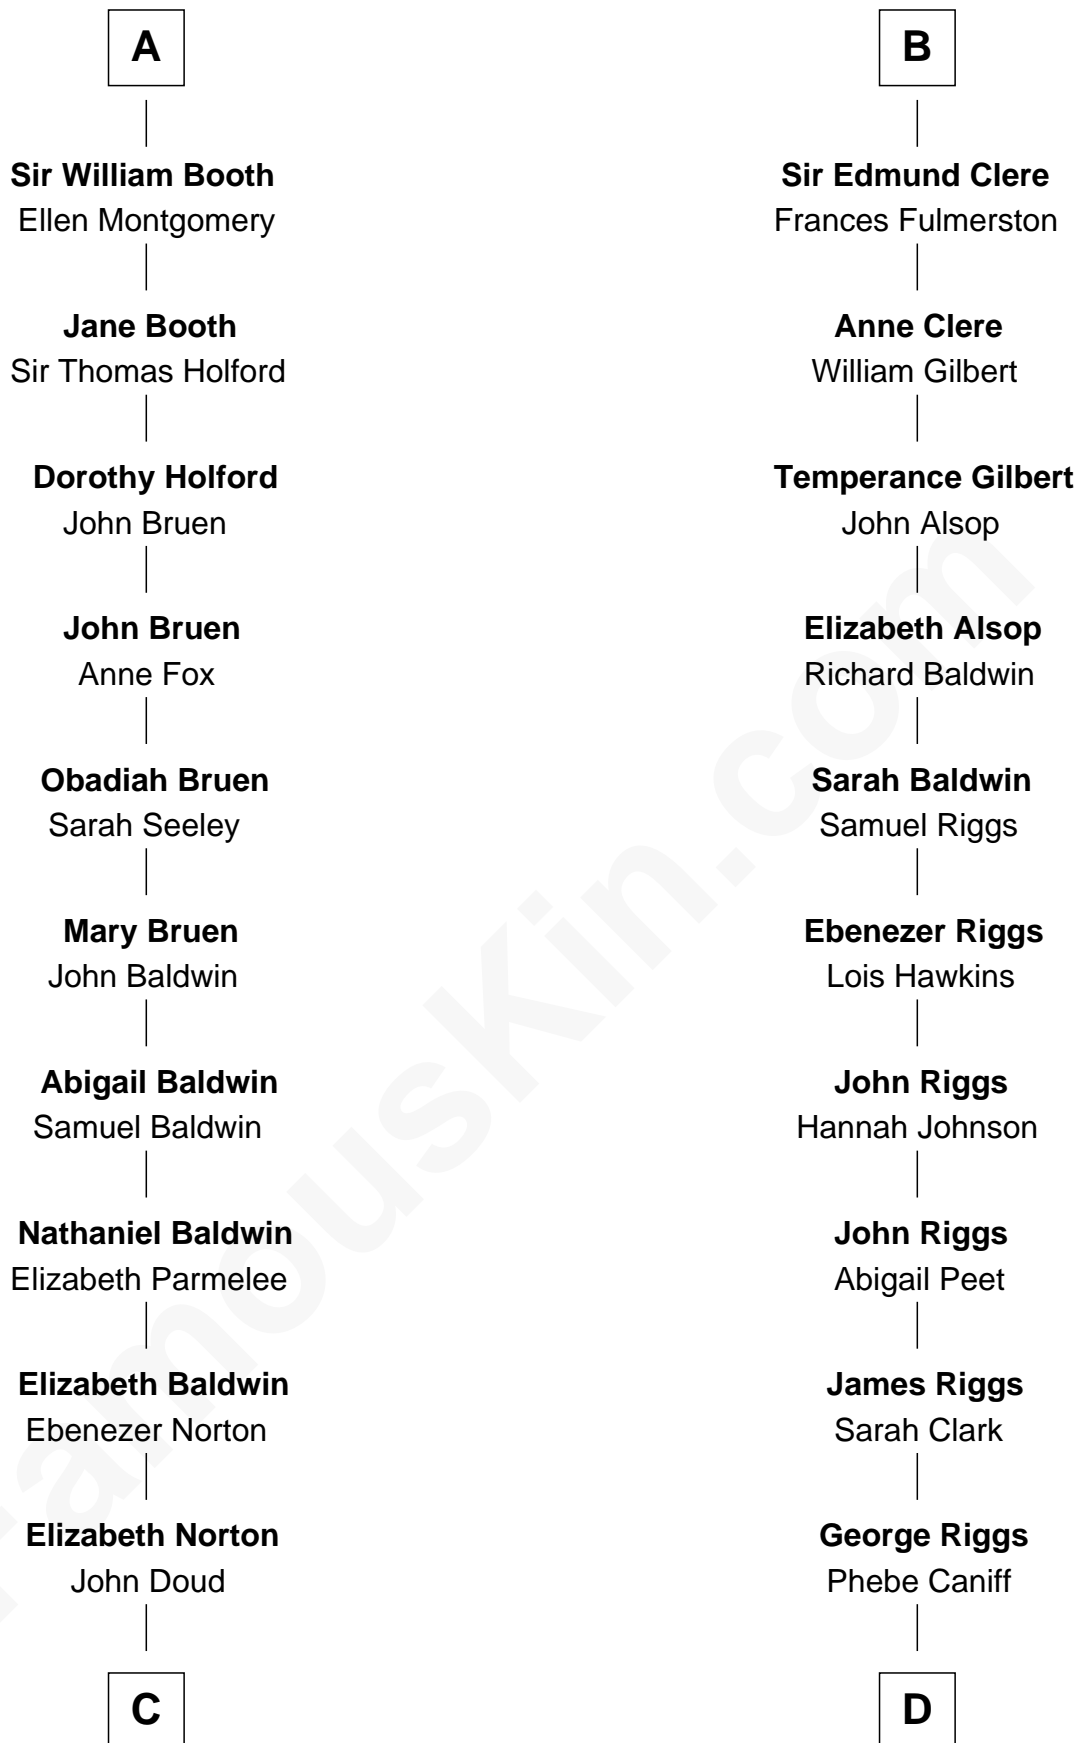 A
Sir William Booth
Ellen Montgomery
Jane Booth
Sir Thomas Holford
Dorothy Holford
John Bruen
John Bruen
Anne Fox
Obadiah Bruen
Sarah Seeley
Mary Bruen
John Baldwin
Abigail Baldwin
Samuel Baldwin
Nathaniel Baldwin
Elizabeth Parmelee
Elizabeth Baldwin
Ebenezer Norton
Elizabeth Norton
John Doud
C
B
Sir Edmund Clere
Frances Fulmerston
Anne Clere
William Gilbert
Temperance Gilbert
John Alsop
Elizabeth Alsop
Richard Baldwin
Sarah Baldwin
Samuel Riggs
Ebenezer Riggs
Lois Hawkins
John Riggs
Hannah Johnson
John Riggs
Abigail Peet
James Riggs
Sarah Clark
George Riggs
Phebe Caniff
D
FamousKin.com